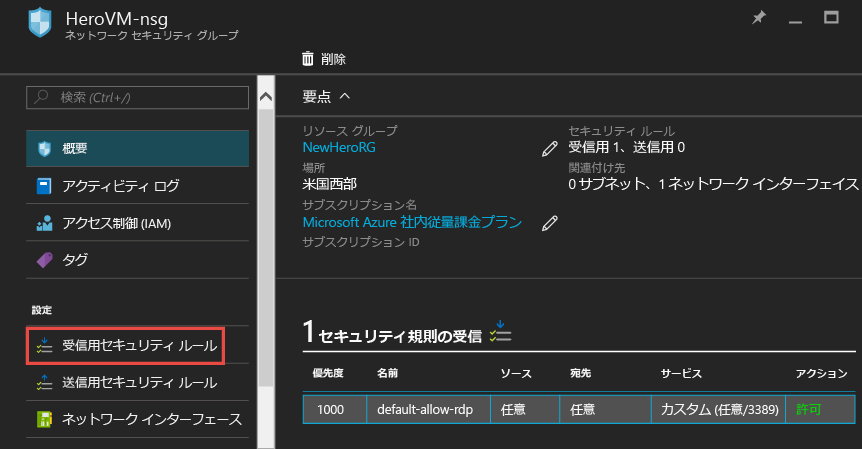 HeroVM-nsg
ネットワーク セキュリティ グループ
削除
検索 (Ctrl+/)
概要
アクティビティ ログ
アクセス制御 (IAM)
タグ
設定
受信用セキュリティ ルール
送信用セキュリティ ルール
ネットワーク インターフェース
要点
リソース グループ
NewHeroRG
場所
米国西部
サブスクリプション名
Microsoft Azure 社内従量課金プラン
サブスクリプション ID
セキュリティ ルール
受信用 1、送信用 0
関連付け先
0 サブネット、1 ネットワーク インターフェイス
1 セキュリティ規則の受信
優先度 名前 ソース 宛先 サービス アクション
1000 default-allow-rdp 任意 任意 カスタム (任意/3389) 許可